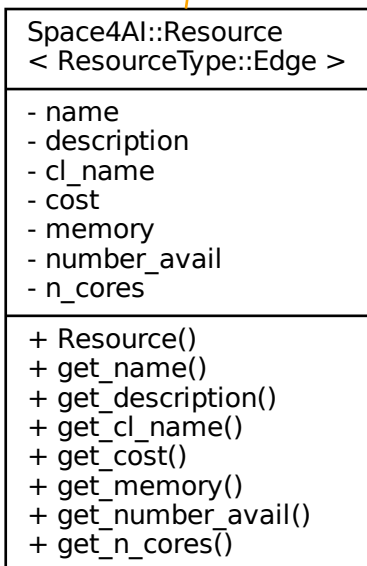 Space4AI::Resource
< ResourceType::Edge >
- name
- description
- cl_name
- cost
- memory
- number_avail
- n_cores
+ Resource()
+ get_name()
+ get_description()
+ get_cl_name()
+ get_cost()
+ get_memory()
+ get_number_avail()
+ get_n_cores()